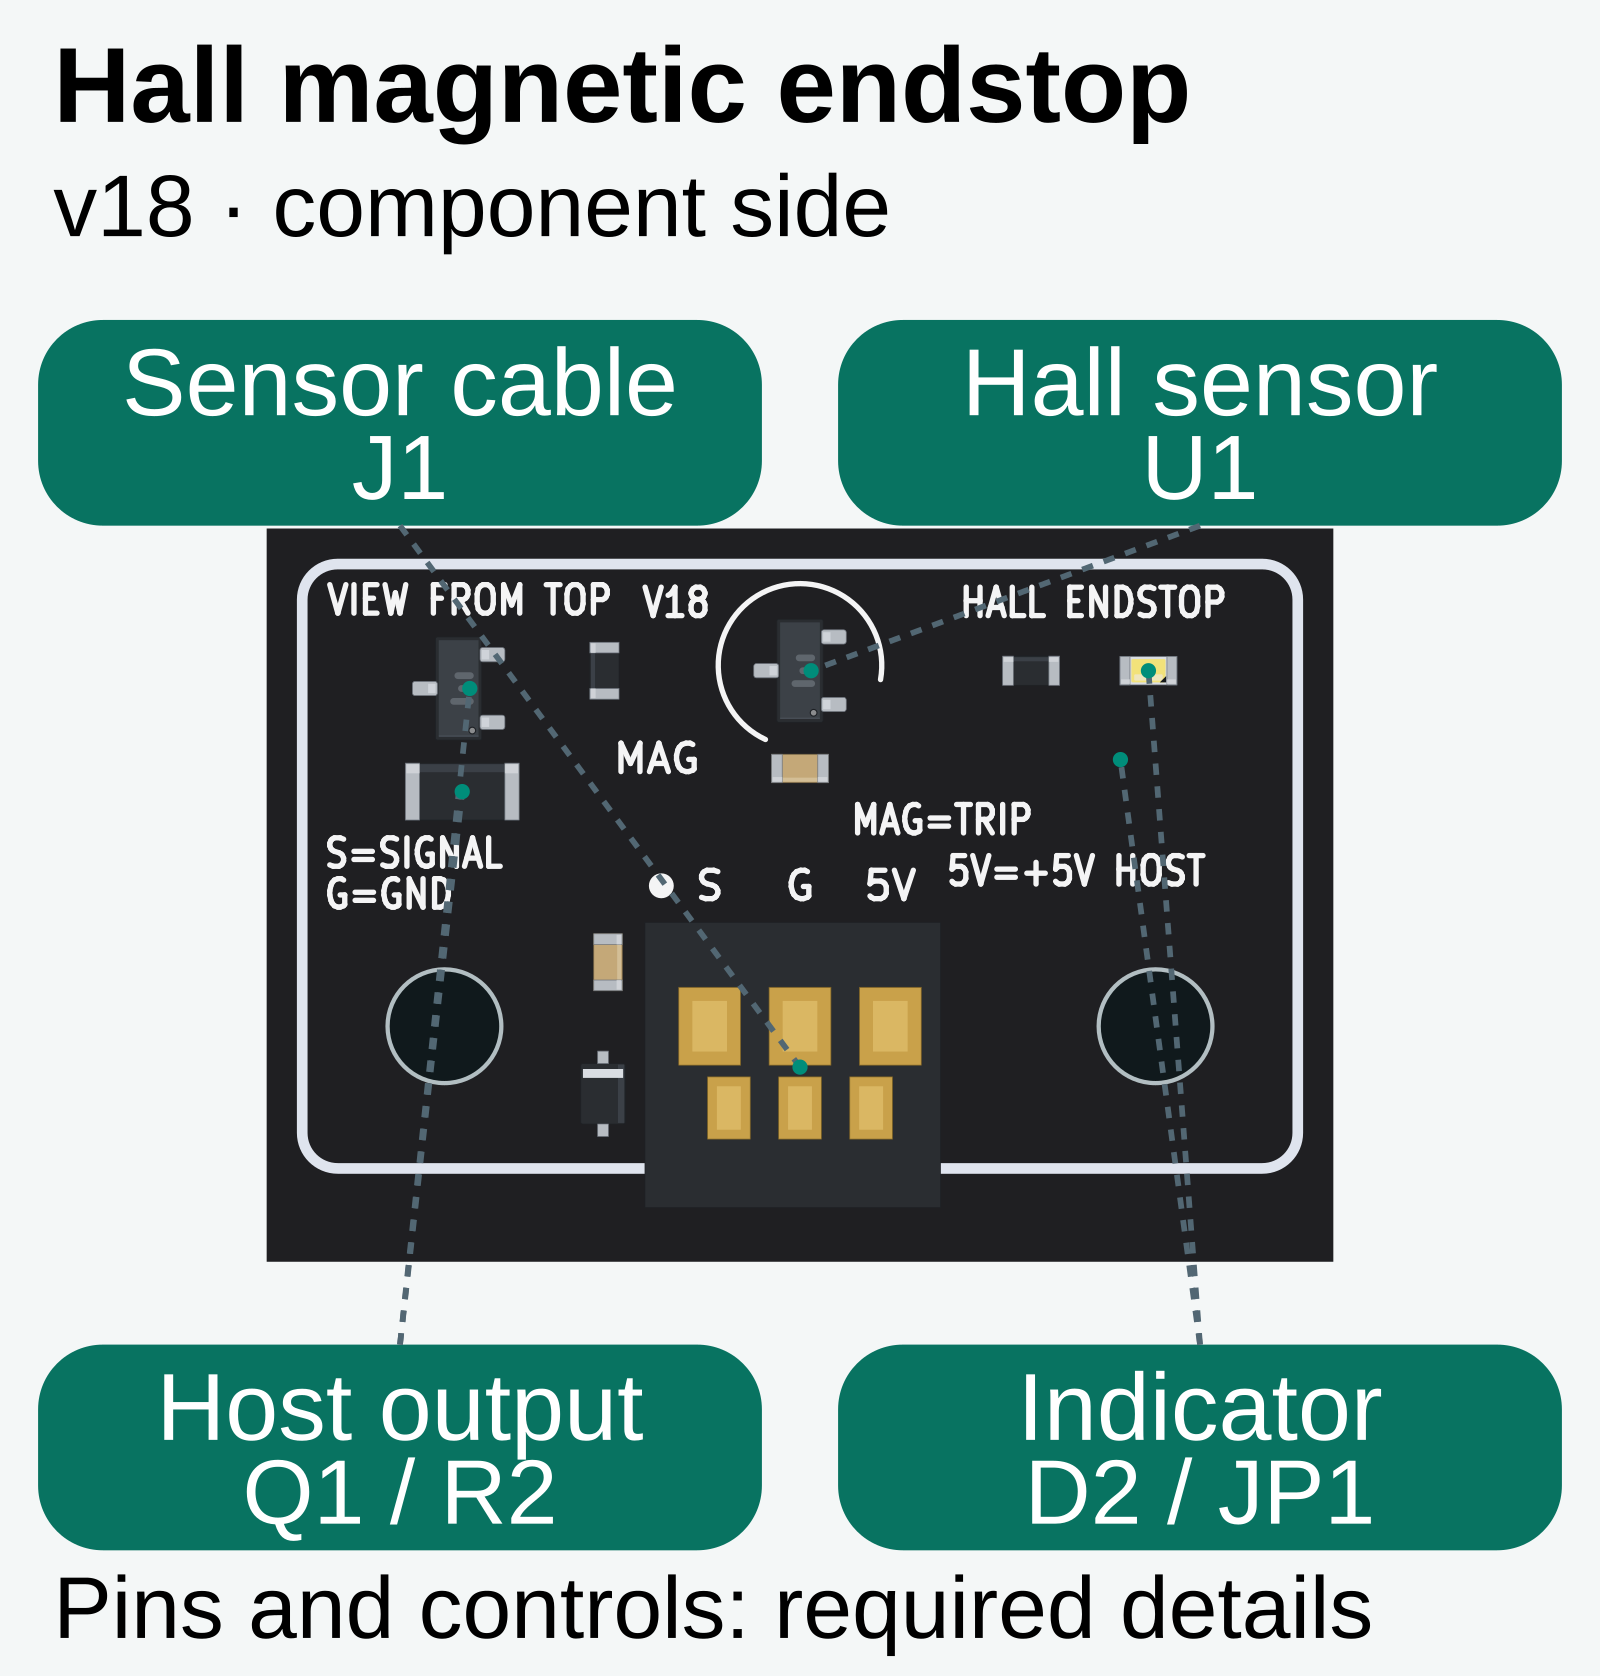 Hall magnetic endstop
v18 · component side
Sensor cable
J1
Hall sensor
U1
VIEW FROM TOP V18
HALL ENDSTOP
MAG
MAG=TRIP
S=SIGNAL
G=GND
S G 5V
5V=+5V HOST
Host output
Q1 / R2
Indicator
D2 / JP1
Pins and controls: required details